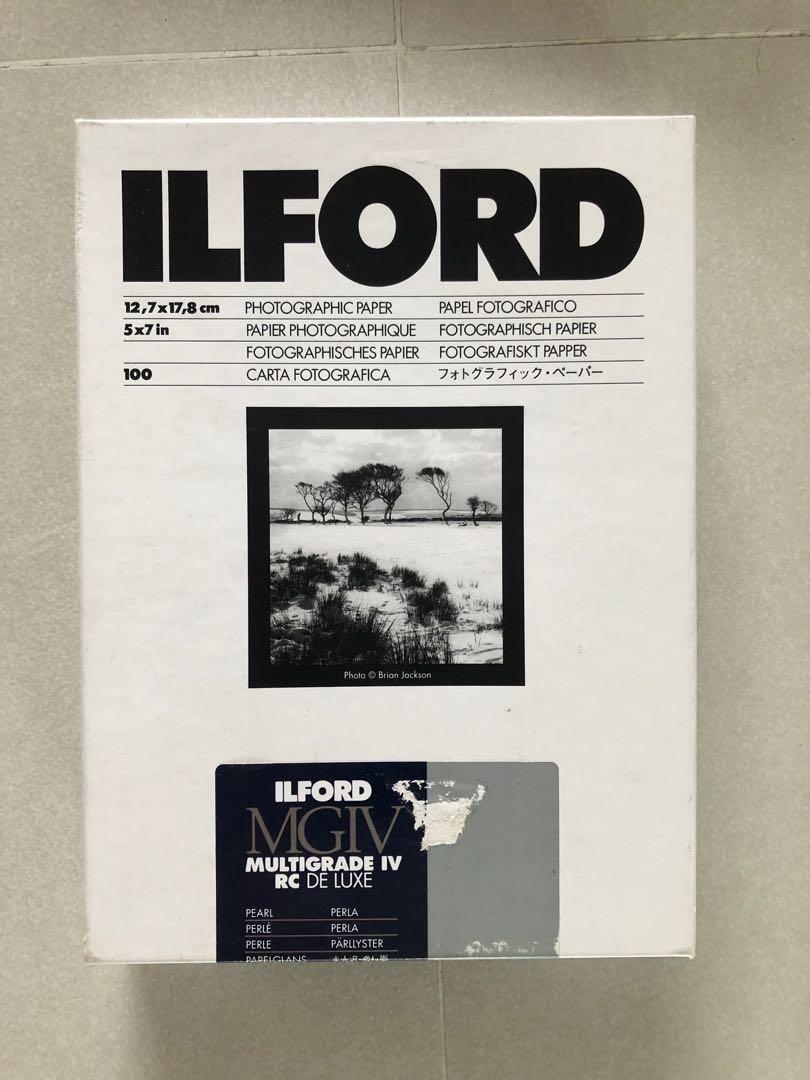 ILFORD
12,7x17,8 cm PHOTOGRAPHIC PAPER PAPEL FOTOGRAFICO
5x7 in PAPIER PHOTOGRAPHIQUE FOTOGRAPHISCH PAPIER
FOTOGRAPHISCHES PAPIER FOTOGRAFISKT PAPPER
100 CARTA FOTOGRAFICA フォトグラフィック・ペーパー
Photo © Brian Jackson
ILFORD
MGIV
MULTIGRADE IV
RC DE LUXE
PEARL PERLA
PERLÉ PERLA
PERLE PÄRLLYSTER
PARELGLANS